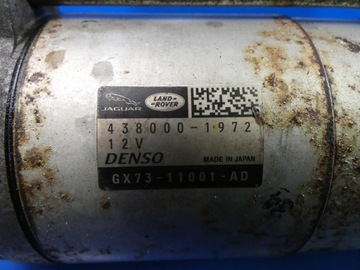 JAGUAR LAND-ROVER
438000-1972
12V
DENSO MADE IN JAPAN
GX73-11001-AD